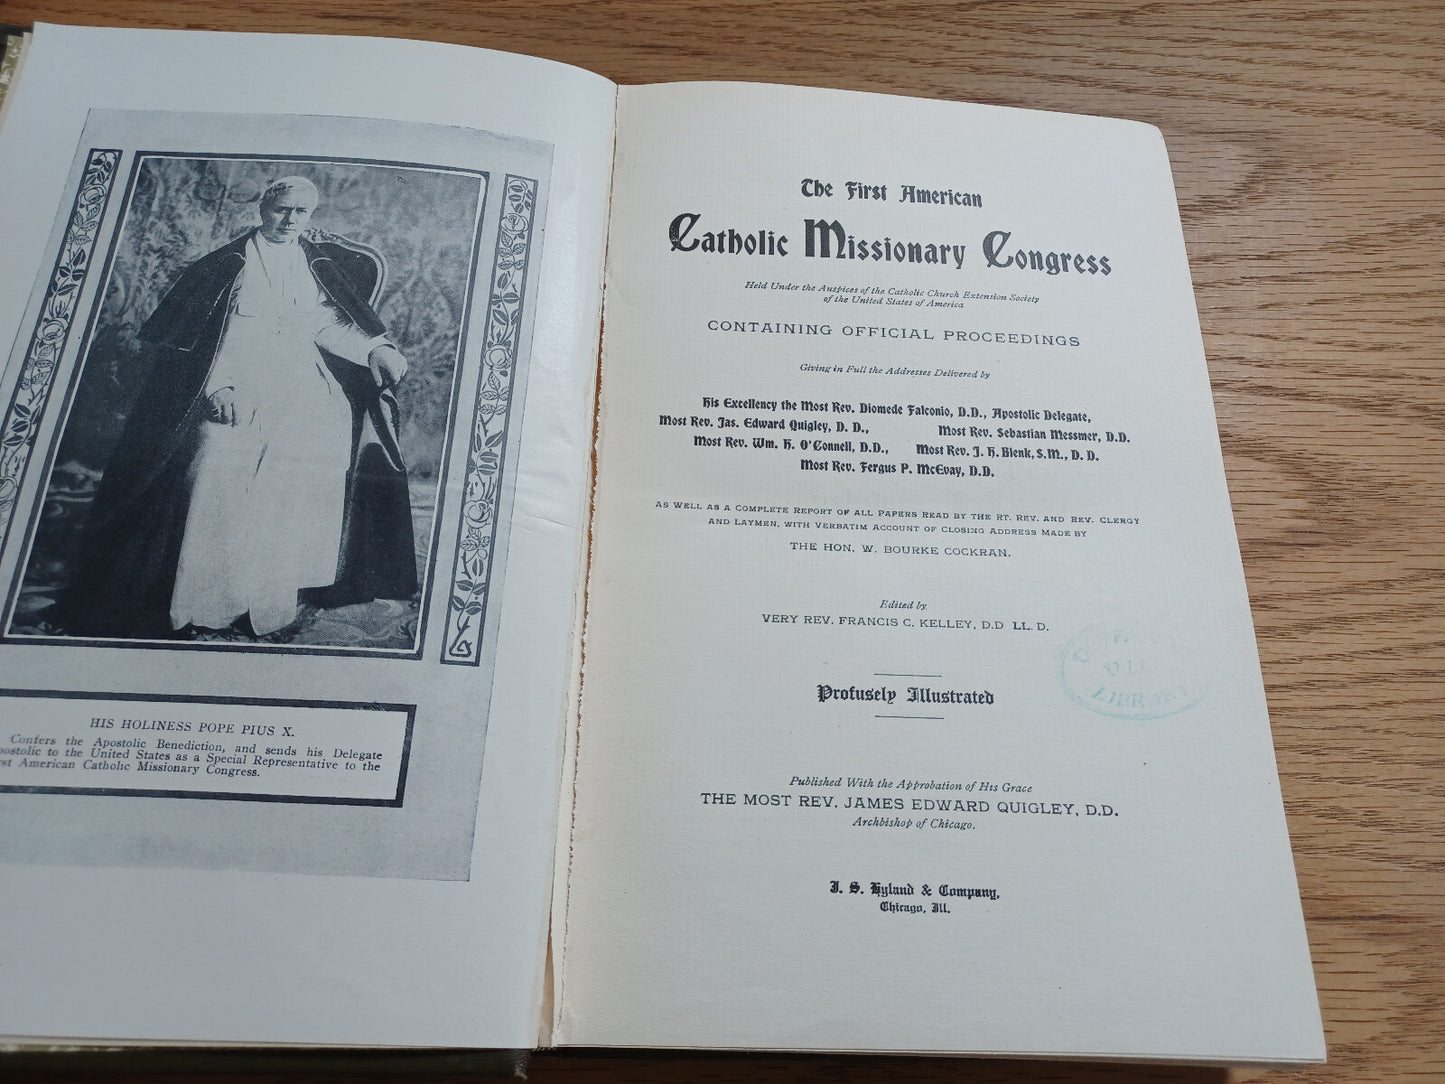 HIS HOLINESS POPE PIUS X.
Confers the Apostolic Benediction, and sends his Delegate
postolic to the United States as a Special Representative to the
rst American Catholic Missionary Congress.
The First American
Catholic Missionary Congress
Held Under the Auspices of the Catholic Church Extension Society
of the United States of America
CONTAINING OFFICIAL PROCEEDINGS
Giving in Full the Addresses Delivered by
His Excellency the Most Rev. Diomede Falconio, D.D., Apostolic Delegate,
Most Rev. Jas. Edward Quigley, D. D., Most Rev. Sebastian Messmer, D.D.
Most Rev. Wm. H. O'Connell, D.D., Most Rev. J. H. Blenk, S.M., D. D.
Most Rev. Fergus P. McEvay, D.D.
AS WELL AS A COMPLETE REPORT OF ALL PAPERS READ BY THE RT. REV. AND REV. CLERGY
AND LAYMEN, WITH VERBATIM ACCOUNT OF CLOSING ADDRESS MADE BY
THE HON. W. BOURKE COCKRAN.
Edited by
VERY REV. FRANCIS C. KELLEY, D.D LL. D.
Profusely Illustrated
LIBRARY
Published With the Approbation of His Grace
THE MOST REV. JAMES EDWARD QUIGLEY, D.D.
Archbishop of Chicago.
J. S. Hyland & Company,
Chicago, Ill.